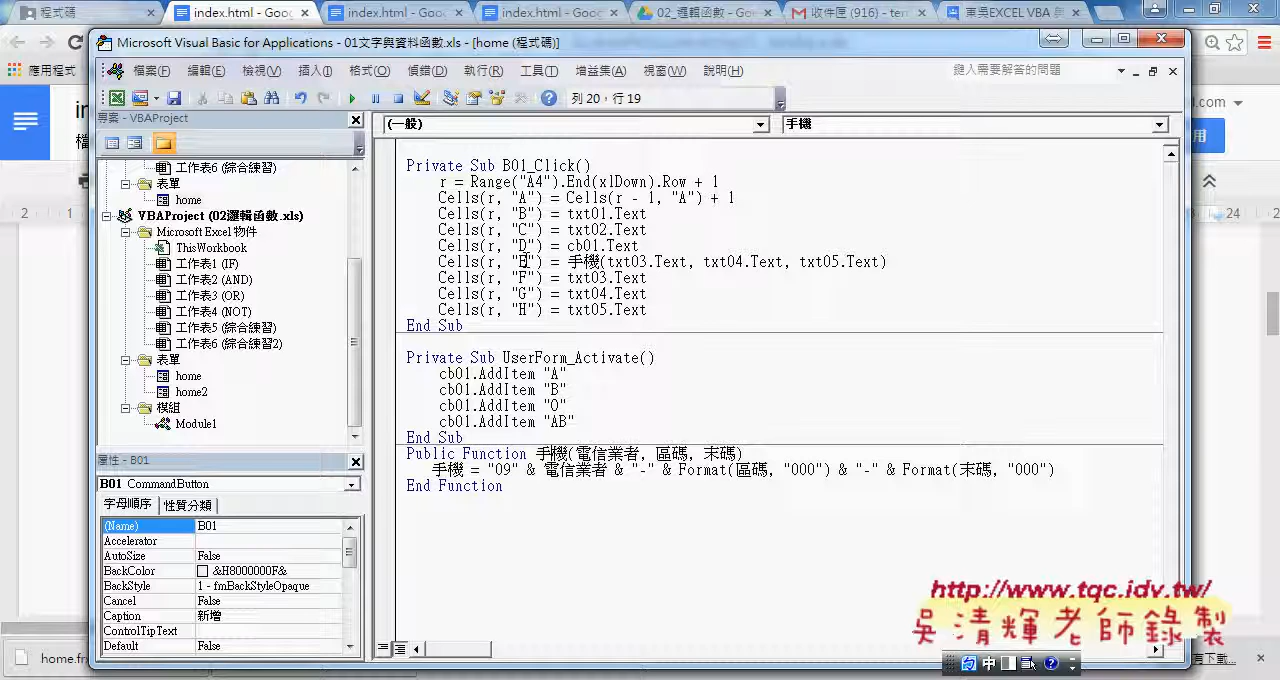 程式碼
index.html - Goo
index.html - Goo
index.html - Goo
02_邏輯函數 - Go
收件匣 (916) - ter
東吳EXCEL VBA 與
應用程式
Microsoft Visual Basic for Applications - 01文字與資料函數.xls - [home(程式碼)]
檔案(F) 編輯(E) 檢視(V) 插入(I) 格式(O) 偵錯(D) 執行(R) 工具(T) 增益集(A) 視窗(W) 說明(H)
鍵入需要解答的問題
列 20，行 19
專案 - VBAProject
(一般)
手機
工作表6 (綜合練習)
表單
home
VBAProject (02邏輯函數.xls)
Microsoft Excel 物件
ThisWorkbook
工作表1 (IF)
工作表2 (AND)
工作表3 (OR)
工作表4 (NOT)
工作表5 (綜合練習)
工作表6 (綜合練習2)
表單
home
home2
模組
Module1
屬性 - B01
B01 CommandButton
字母順序 性質分類
(Name) B01
Accelerator
AutoSize False
BackColor &H8000000F&
BackStyle 1 - fmBackStyleOpaque
Cancel False
Caption 新增
ControlTipText
Default False
Private Sub B01_Click()
r = Range("A4").End(xlDown).Row + 1
Cells(r, "A") = Cells(r - 1, "A") + 1
Cells(r, "B") = txt01.Text
Cells(r, "C") = txt02.Text
Cells(r, "D") = cb01.Text
Cells(r, "E") = 手機(txt03.Text, txt04.Text, txt05.Text)
Cells(r, "F") = txt03.Text
Cells(r, "G") = txt04.Text
Cells(r, "H") = txt05.Text
End Sub
Private Sub UserForm_Activate()
cb01.AddItem "A"
cb01.AddItem "B"
cb01.AddItem "O"
cb01.AddItem "AB"
End Sub
Public Function 手機(電信業者, 區碼, 末碼)
手機 = "09" & 電信業者 & "-" & Format(區碼, "000") & "-" & Format(末碼, "000")
End Function
http://www.tqc.idv.tw/
吳清輝老師錄製
2 1
24
.com
用
home.fr
中
有下載...